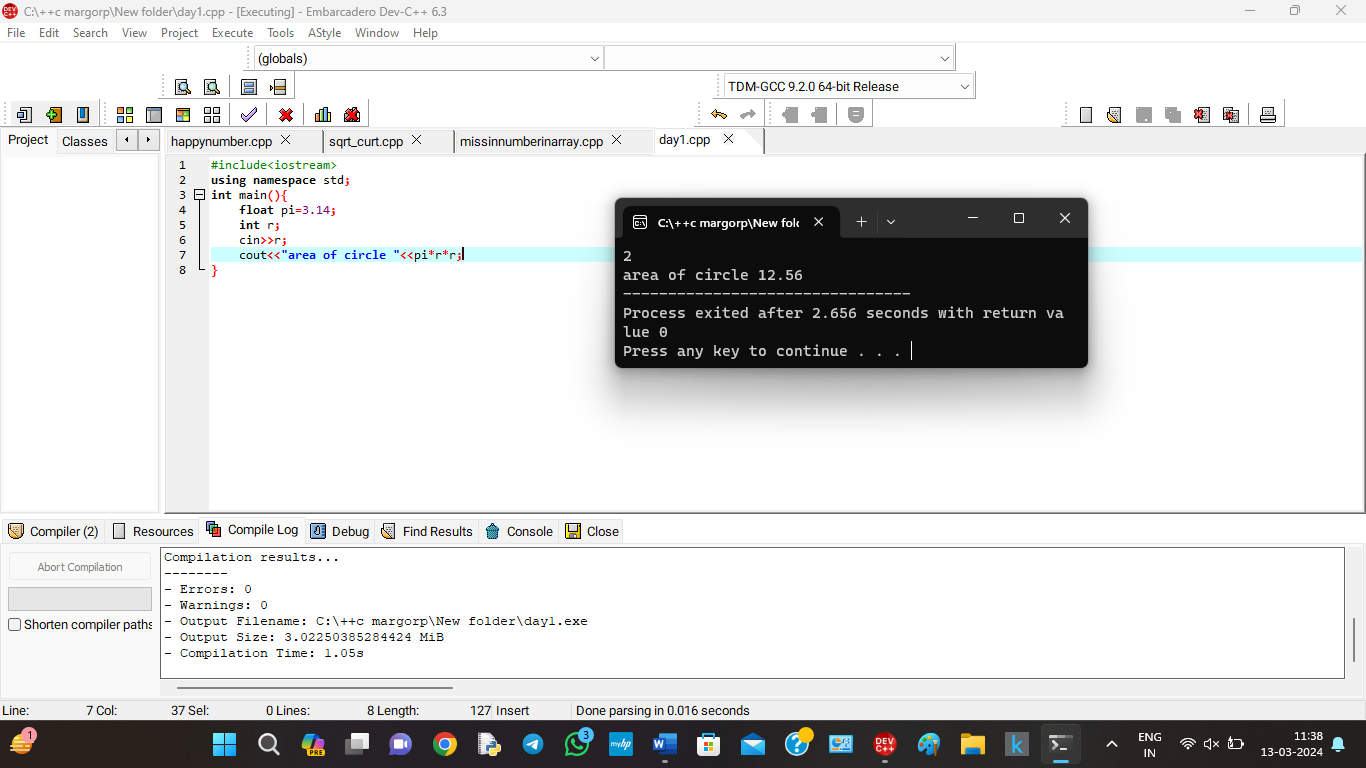 C:\++c margorp\New folder\day1.cpp - [Executing] - Embarcadero Dev-C++ 6.3
File Edit Search View Project Execute Tools AStyle Window Help
(globals)
TDM-GCC 9.2.0 64-bit Release
Project Classes happynumber.cpp sqrt_curt.cpp missinnumberinarray.cpp day1.cpp
1 #include<iostream>
2 using namespace std;
3 int main(){
4 float pi=3.14;
5 int r;
6 cin>>r;
7 cout<<"area of circle "<<pi*r*r;
8 }
C:\++c margorp\New fol
2
area of circle 12.56
--------------------------------
Process exited after 2.656 seconds with return va
lue 0
Press any key to continue . . .
Compiler (2) Resources Compile Log Debug Find Results Console Close
Abort Compilation
Shorten compiler paths
Compilation results...
--------
- Errors: 0
- Warnings: 0
- Output Filename: C:\++c margorp\New folder\day1.exe
- Output Size: 3.02250385284424 MiB
- Compilation Time: 1.05s
Line: 7 Col: 37 Sel: 0 Lines: 8 Length: 127 Insert Done parsing in 0.016 seconds
1
PRE
3
myhp
W
?
DEV C++
k
ENG
IN
11:38
13-03-2024